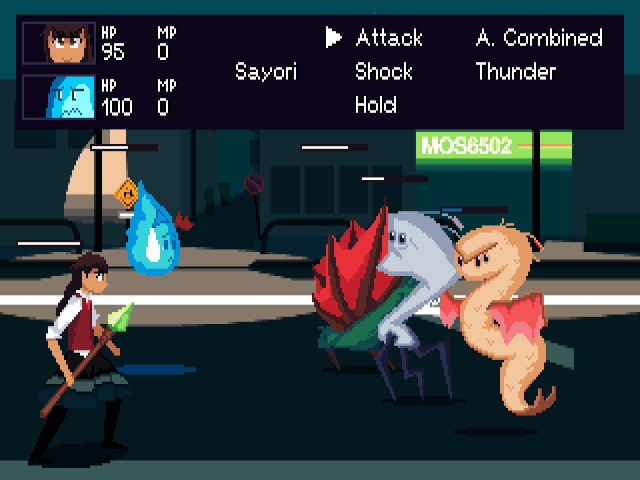 HP MP
95 0
HP MP
100 0
Sayori
Attack A. Combined
Shock Thunder
Hold
MOS6502